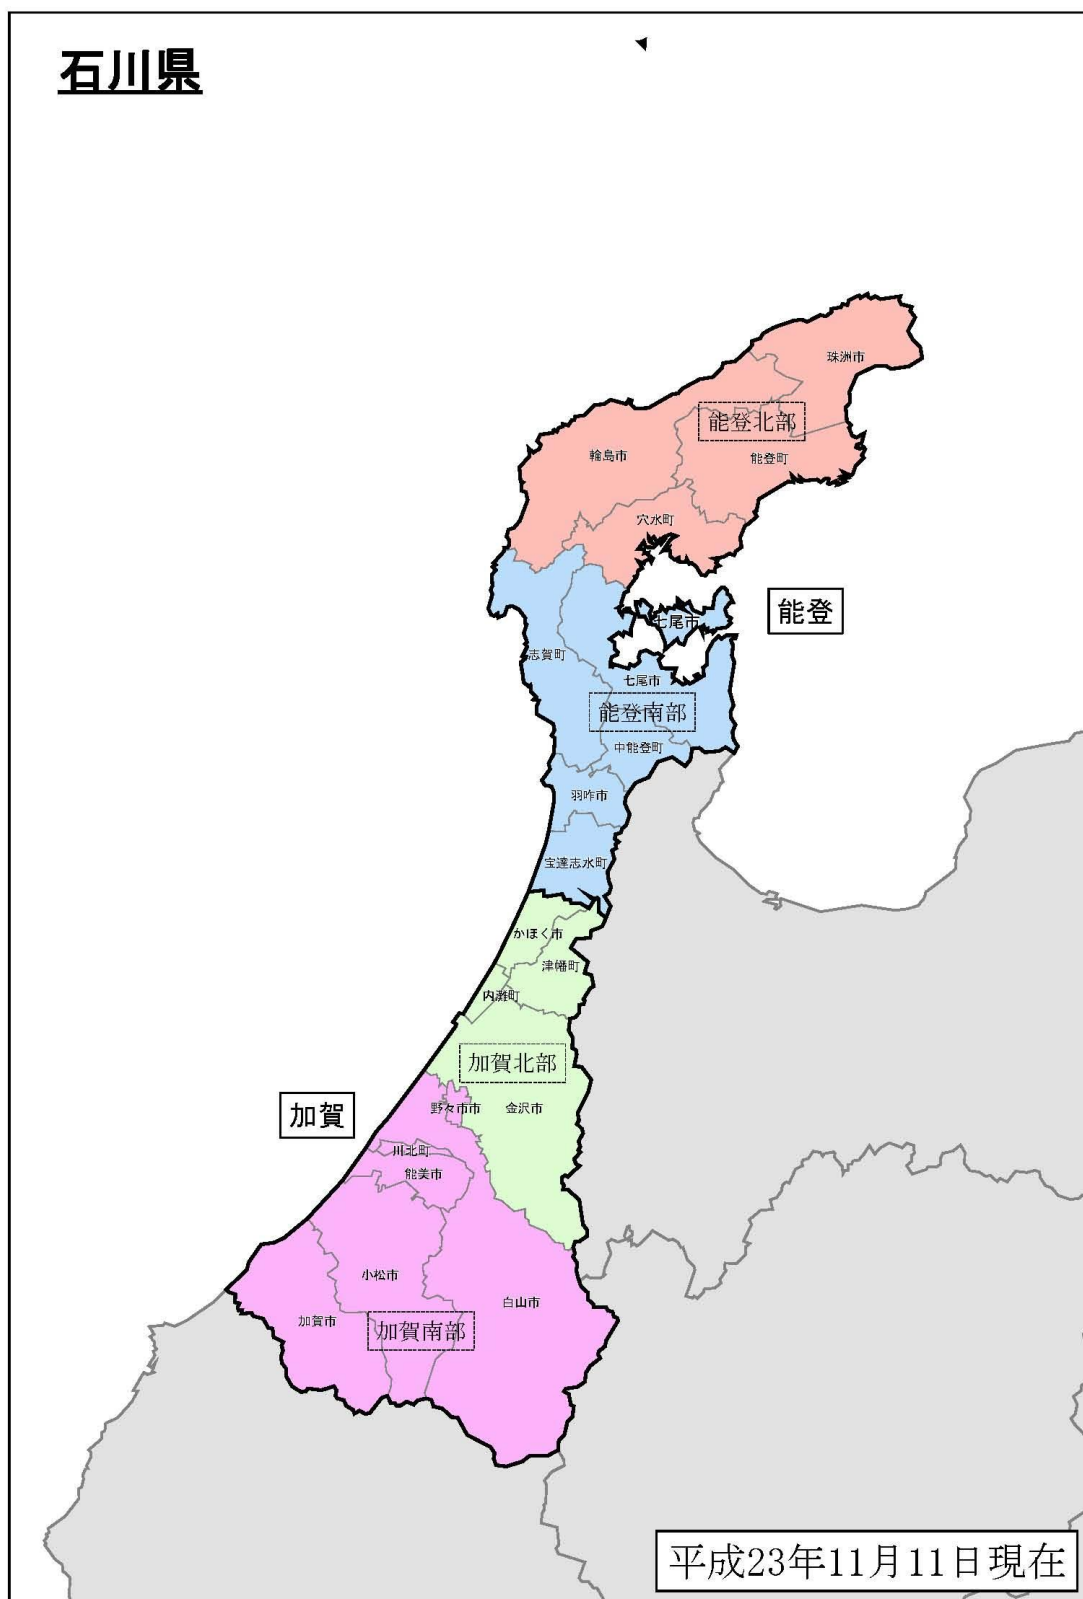 石川県
珠洲市
能登北部
輪島市
能登町
穴水町
能登
七尾市
志賀町
七尾市
能登南部
中能登町
羽咋市
宝達志水町
かほく市
津幡町
内灘町
加賀北部
加賀
野々市市
金沢市
川北町
能美市
小松市
白山市
加賀市
加賀南部
平成23年11月11日現在